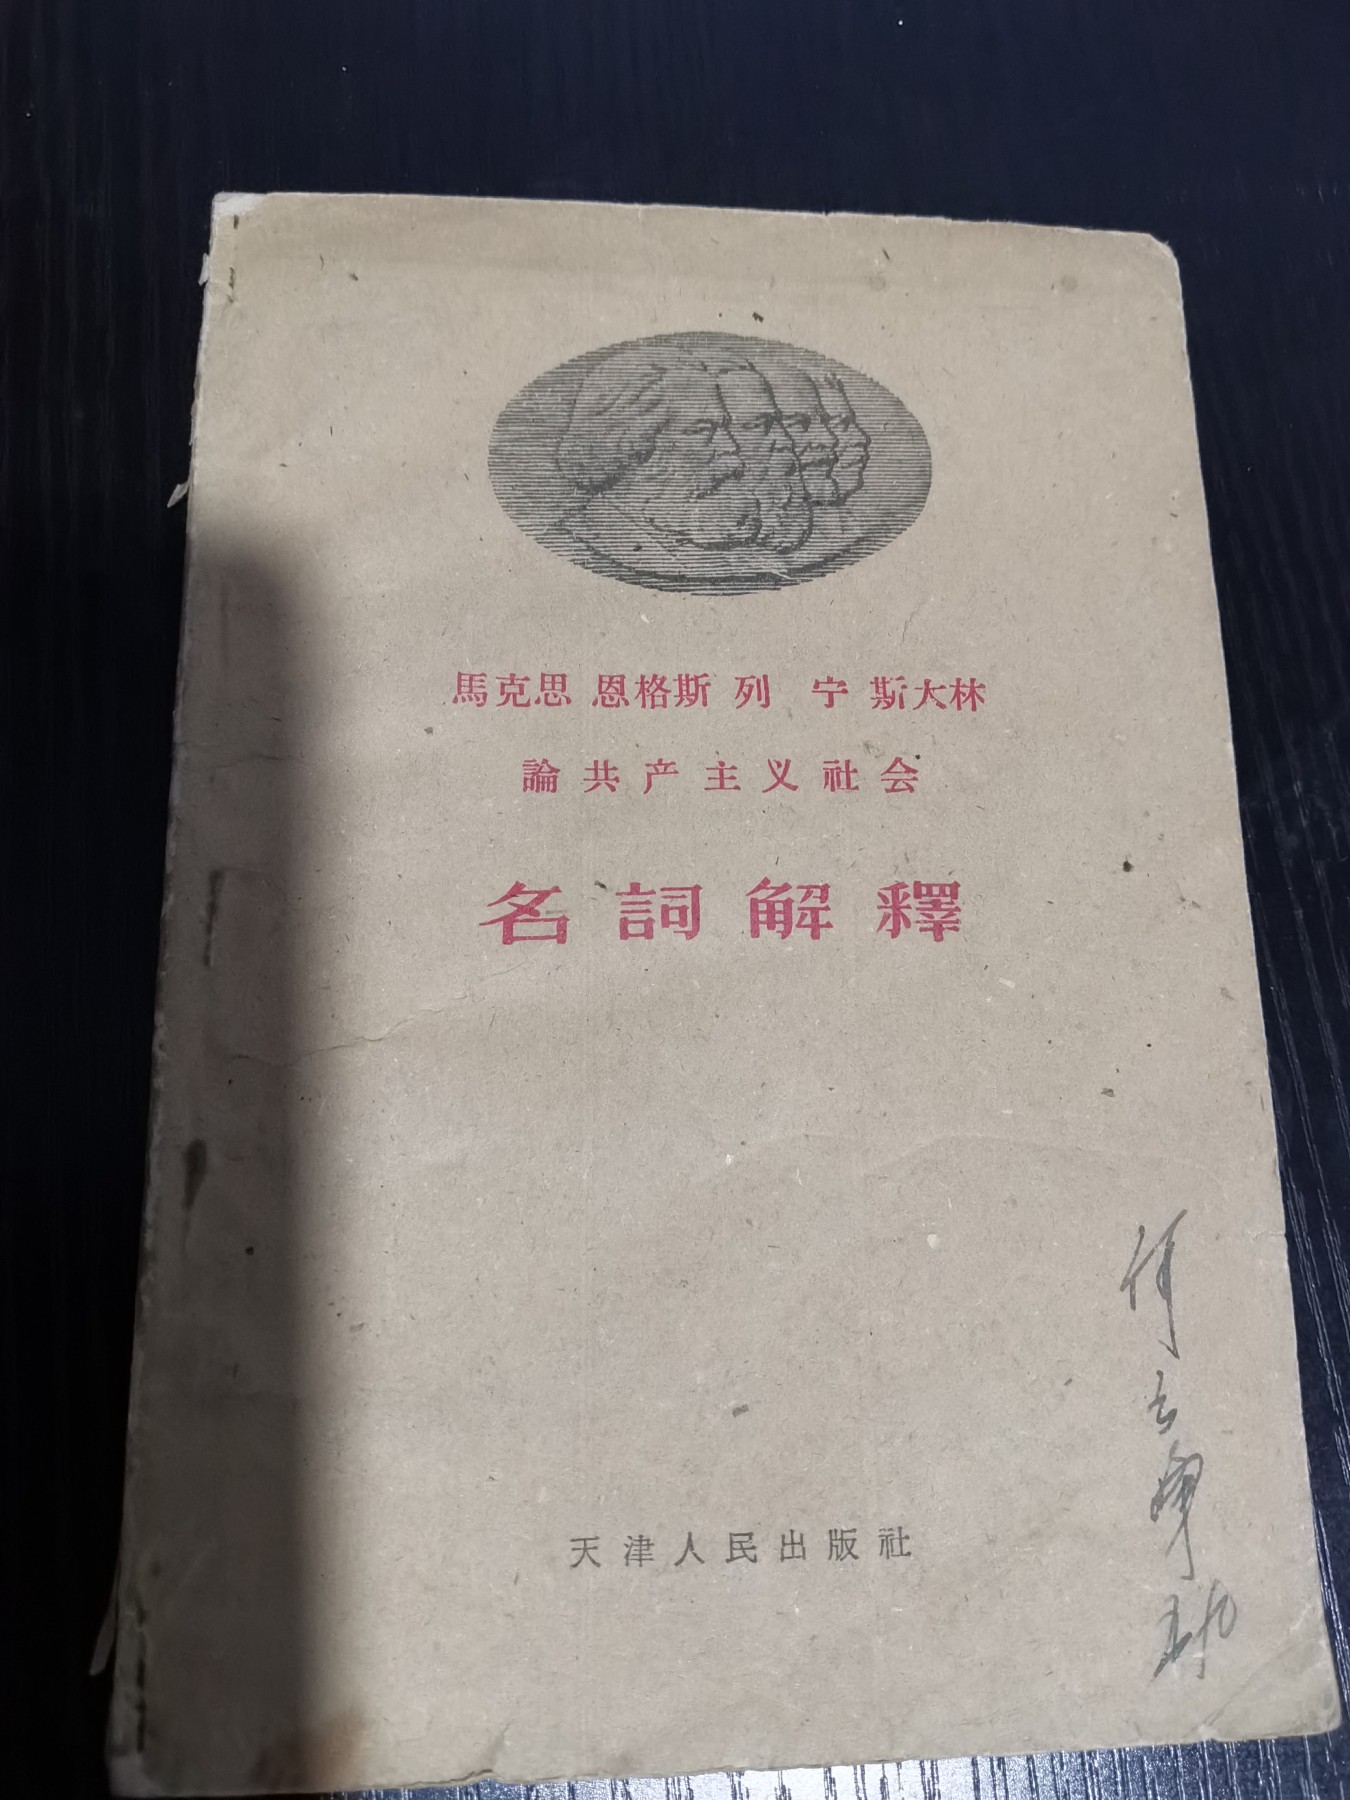 馬克思 恩格斯 列 宁 斯大林
論共产主义社会
名詞解釋
天津人民出版社